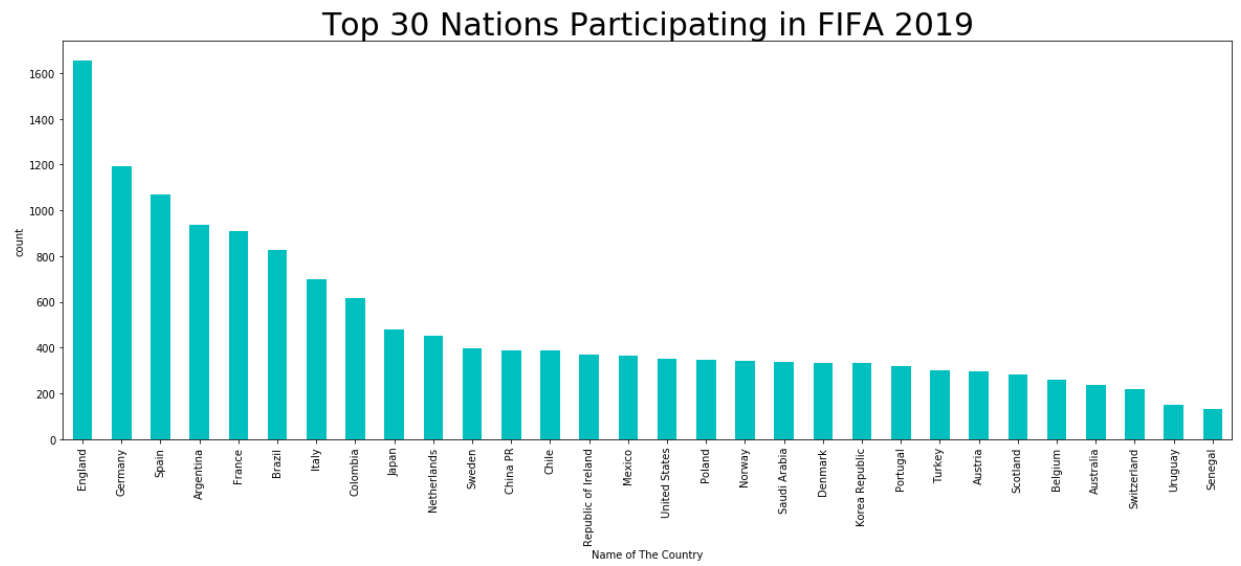 Top 30 Nations Participating in FIFA 2019
count
1600
1400
1200
1000
800
600
400
200
0
England
Germany
Spain
Argentina
France
Brazil
Italy
Colombia
Japan
Netherlands
Sweden
China PR
Chile
Republic of Ireland
Mexico
United States
Poland
Norway
Saudi Arabia
Denmark
Korea Republic
Portugal
Turkey
Austria
Scotland
Belgium
Australia
Switzerland
Uruguay
Senegal
Name of The Country